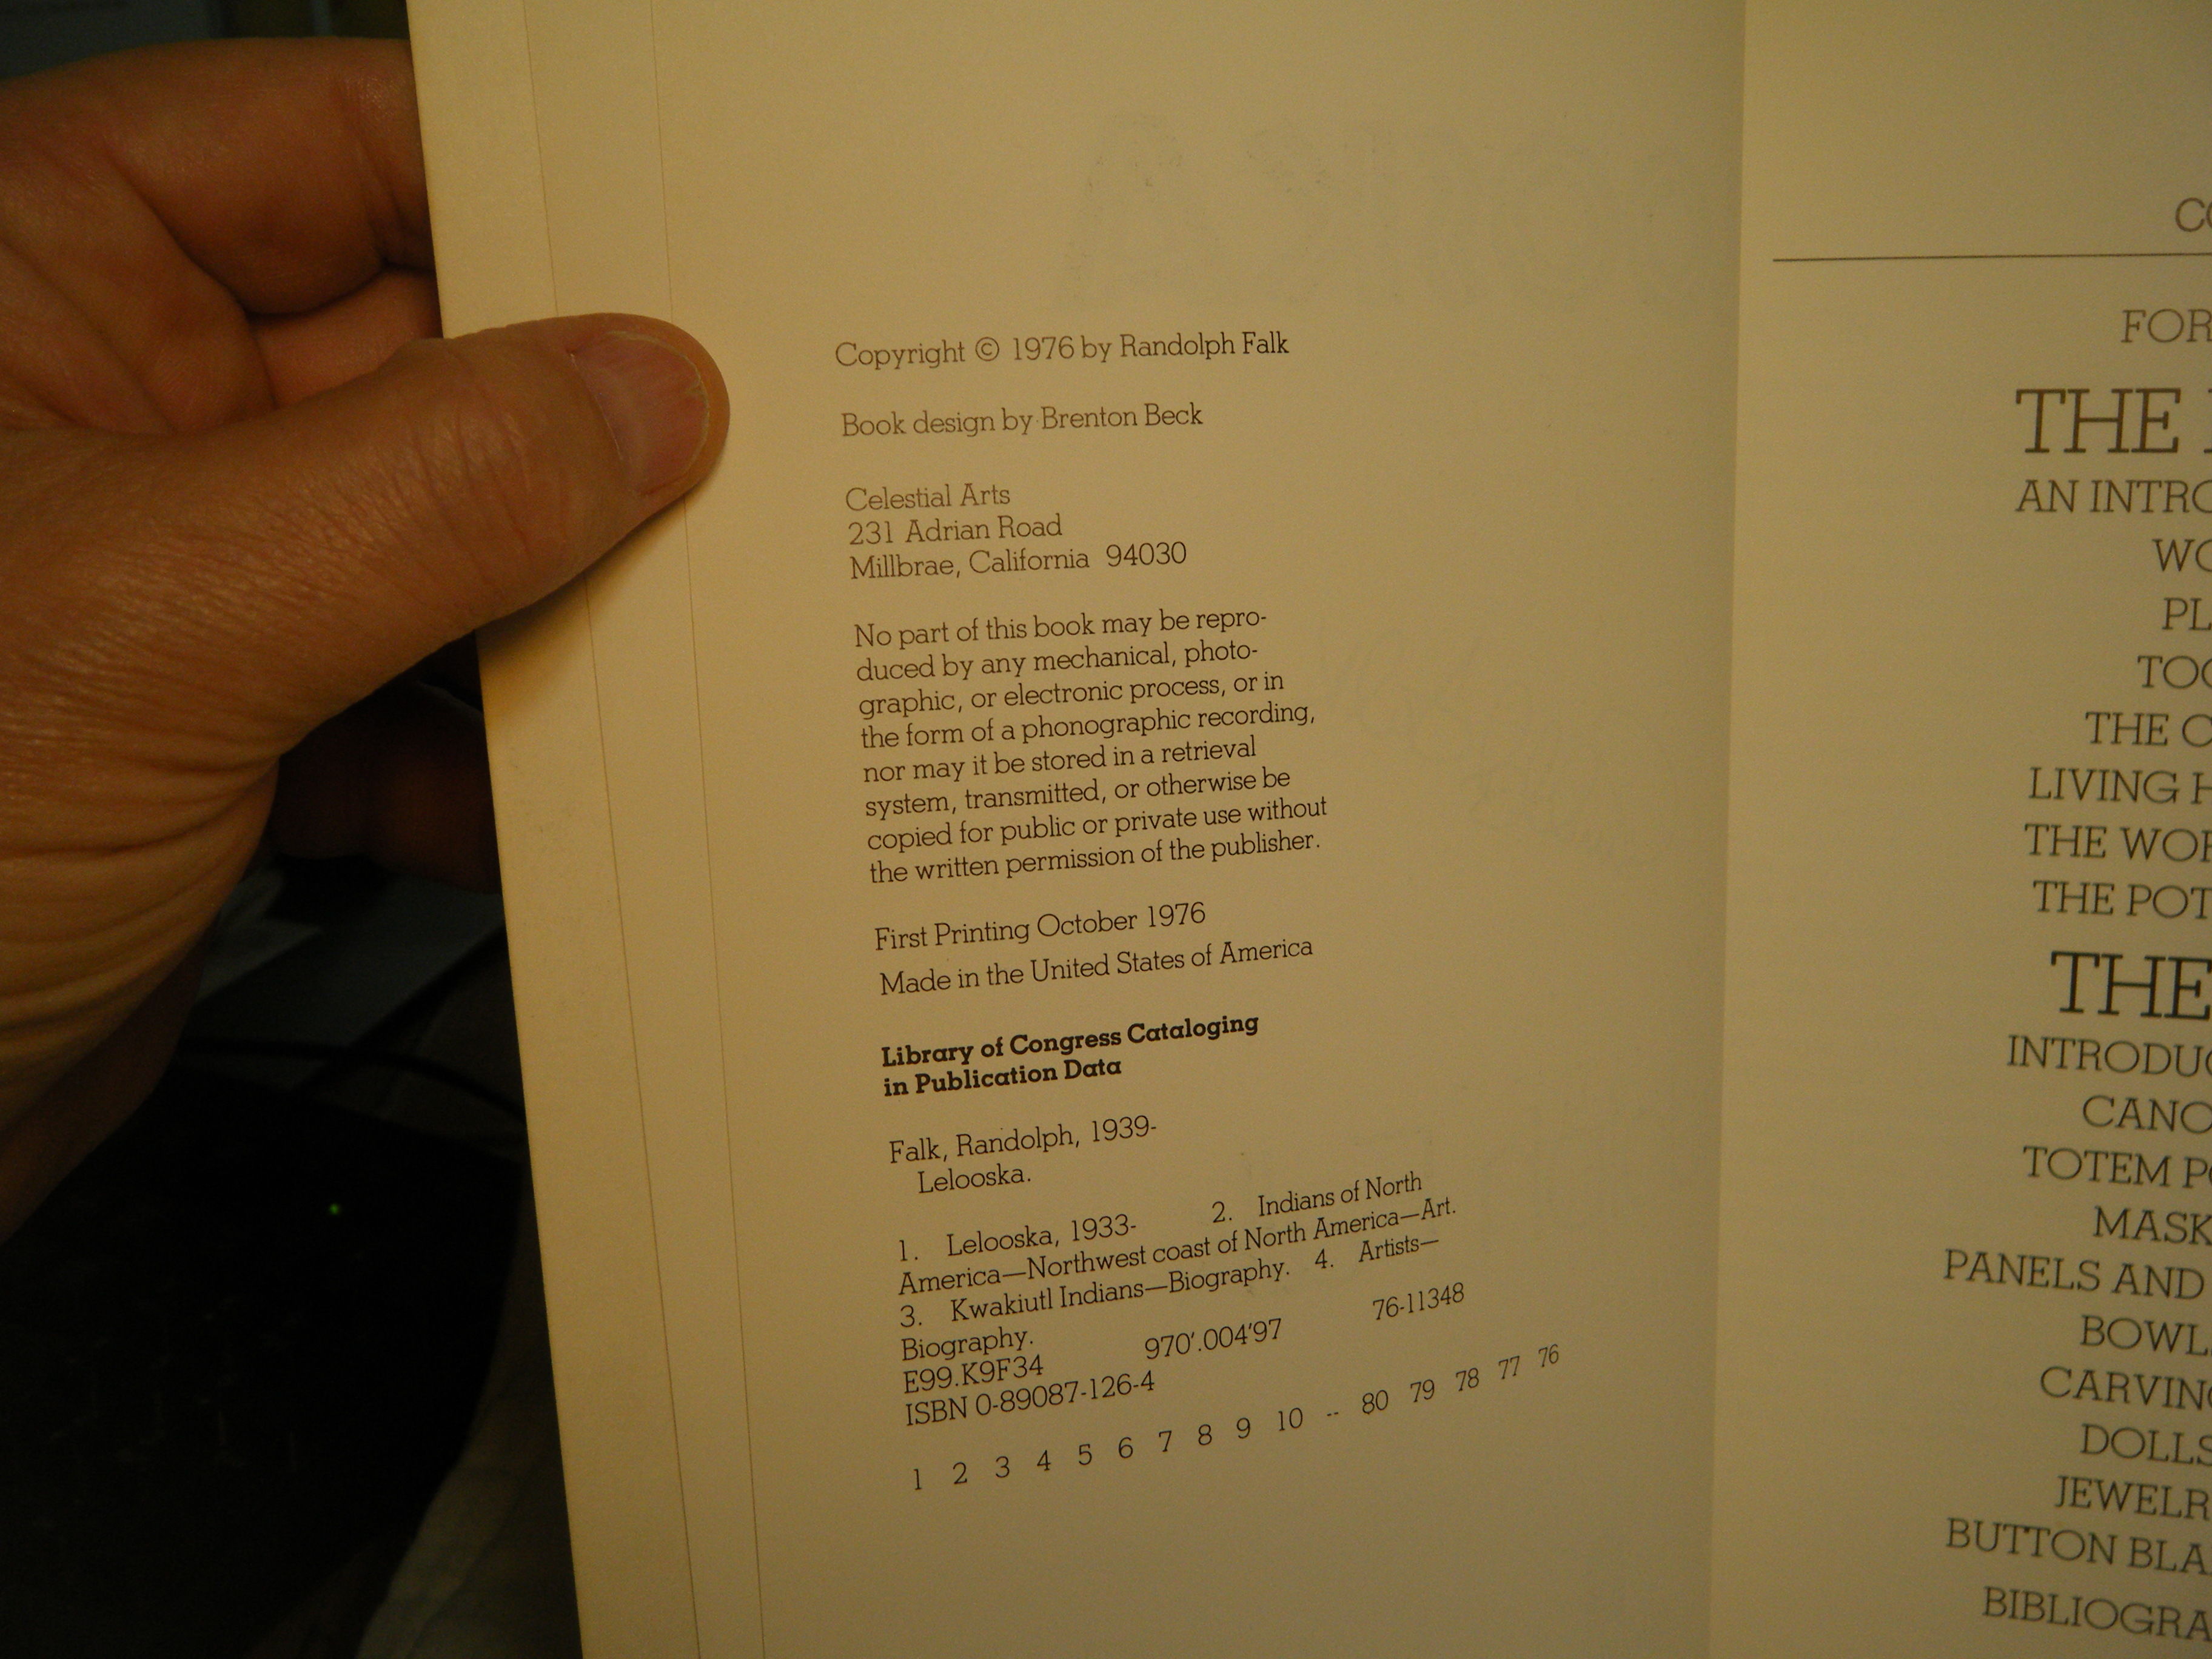 Copyright © 1976 by Randolph Falk
Book design by Brenton Beck
Celestial Arts
231 Adrian Road
Millbrae, California 94030
No part of this book may be repro-
duced by any mechanical, photo-
graphic, or electronic process, or in
the form of a phonographic recording,
nor may it be stored in a retrieval
system, transmitted, or otherwise be
copied for public or private use without
the written permission of the publisher.
First Printing October 1976
Made in the United States of America
Library of Congress Cataloging
in Publication Data
Falk, Randolph, 1939-
Lelooska.
1. Lelooska, 1933- 2. Indians of North
America—Northwest coast of North America—Art.
3. Kwakiutl Indians—Biography. 4. Artists—
Biography.
E99.K9F34 970'.004'97 76-11348
ISBN 0-89087-126-4
1 2 3 4 5 6 7 8 9 10 -- 80 79 78 77 76
CO
FOR
THE
AN INTRO
WO
PL
TOO
THE C
LIVING H
THE WOR
THE POT
THE
INTRODUC
CANO
TOTEM PO
MASK
PANELS AND
BOWL
CARVING
DOLLS
JEWELR
BUTTON BLA
BIBLIOGRA